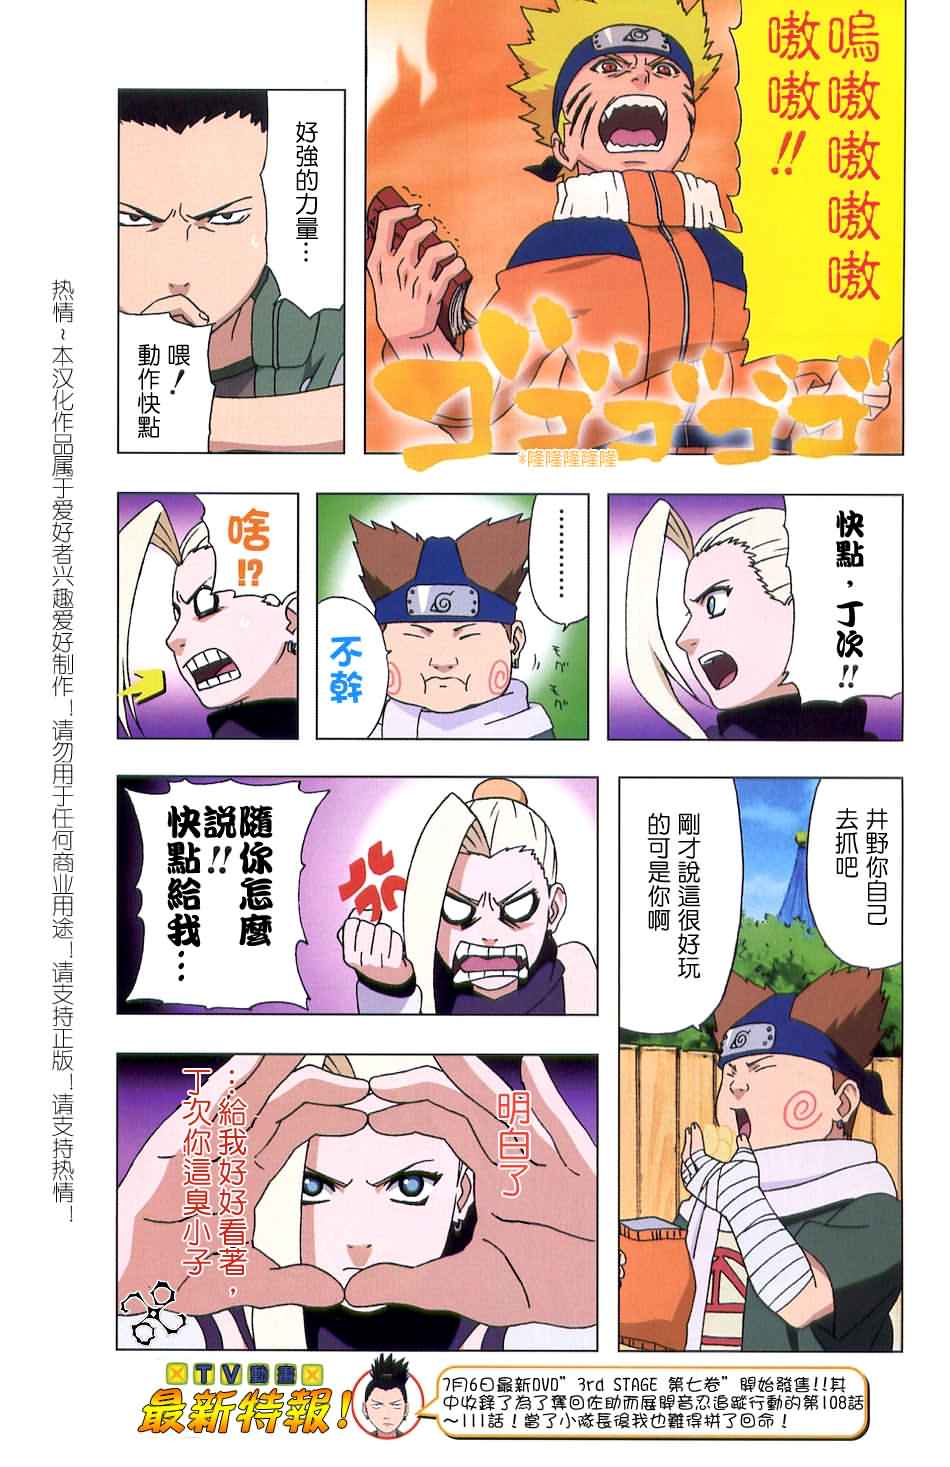 嗚嗷嗷嗷嗷
嗷嗷!!
ゴゴゴゴゴ
*隆隆隆隆隆
好強的力量…
喂！
動作快點
快點，丁次!!
………
不幹
啥!?
井野你自己
去抓吧
剛才說這很好玩
的可是你啊
隨你怎麼
說!!
快點給我…
明白了
…給我好好看著，
丁次你這臭小子
热情~本汉化作品属于爱好者兴趣爱好制作！请勿用于任何商业用途！请支持正版！请支持热情！
TV動畫
最新特報!
7月6日最新DVD”3rd STAGE 第七卷”開始發售!!其
中收錄了為了奪回佐助而展開音忍追蹤行動的第108話
～111話！當了小隊長後我也難得拼了回命！